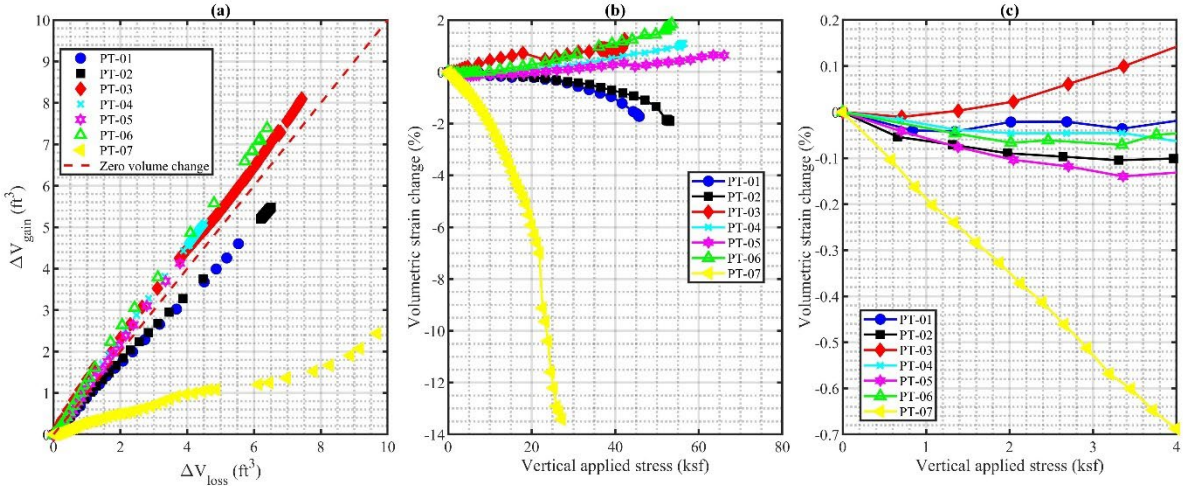 (a)
10
9
8
7
6
5
4
3
2
1
0
0
2
4
6
8
10
ΔV_gain (ft^3)
ΔV_loss (ft^3)
PT-01
PT-02
PT-03
PT-04
PT-05
PT-06
PT-07
Zero volume change
(b)
2
0
-2
-4
-6
-8
-10
-12
-14
0
20
40
60
80
Volumetric strain change (%)
Vertical applied stress (ksf)
PT-01
PT-02
PT-03
PT-04
PT-05
PT-06
PT-07
(c)
0.2
0.1
0
-0.1
-0.2
-0.3
-0.4
-0.5
-0.6
-0.7
0
1
2
3
4
Volumetric strain change (%)
Vertical applied stress (ksf)
PT-01
PT-02
PT-03
PT-04
PT-05
PT-06
PT-07